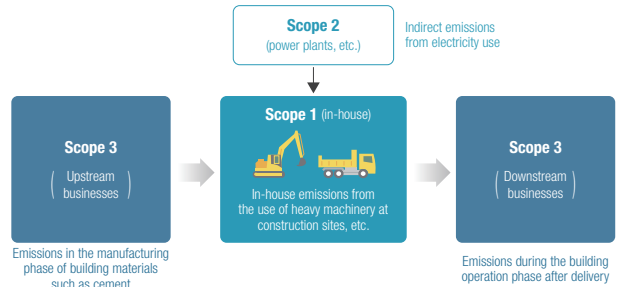 Scope 2
(power plants, etc.)
Indirect emissions
from electricity use
Scope 3
(Upstream
businesses)
Scope 1 (in-house)
In-house emissions from
the use of heavy machinery at
construction sites, etc.
Scope 3
(Downstream
businesses)
Emissions in the manufacturing
phase of building materials
such as cement
Emissions during the building
operation phase after delivery